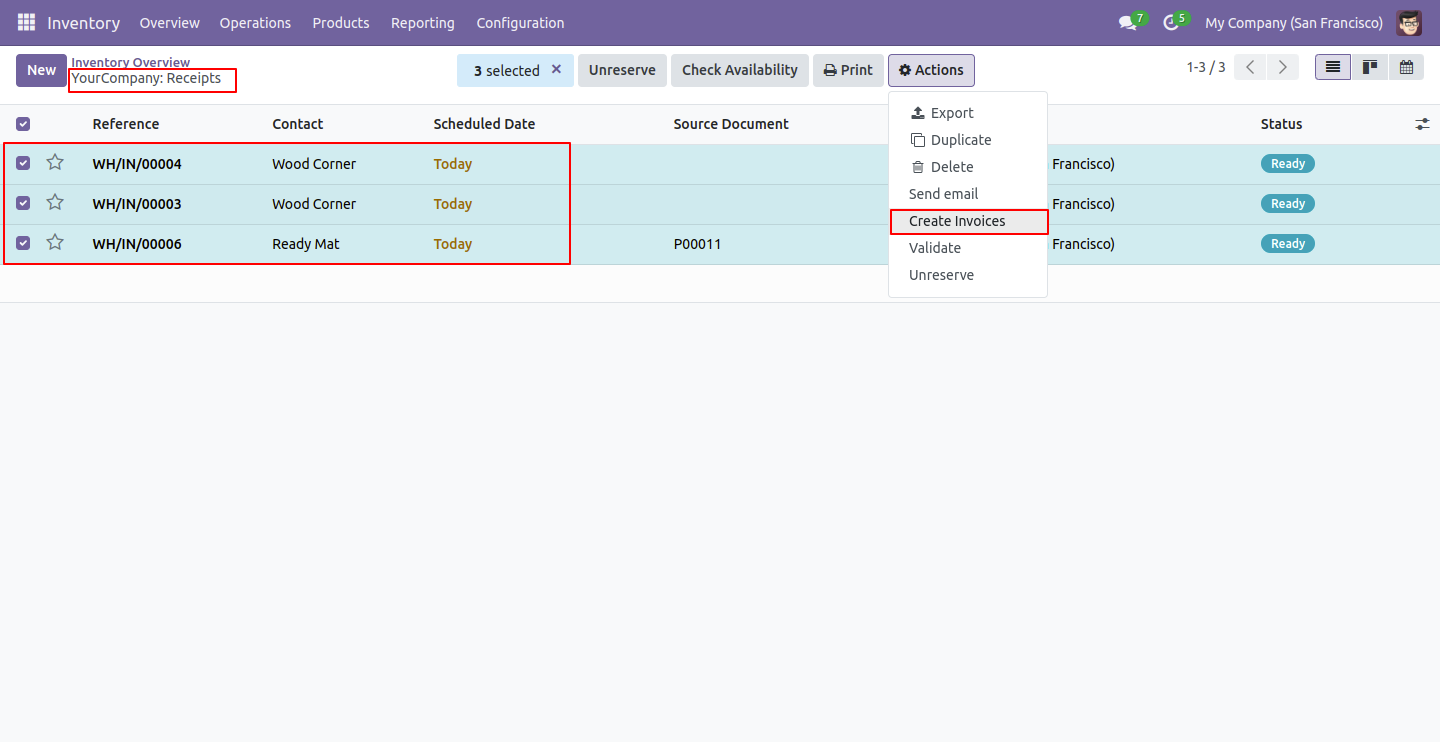 Inventory Overview Operations Products Reporting Configuration 7 5 My Company (San Francisco)
New Inventory Overview 3 selected Unreserve Check Availability Print Actions 1-3 / 3
YourCompany: Receipts
Reference Contact Scheduled Date Source Document Status
WH/IN/00004 Wood Corner Today Francisco) Ready
WH/IN/00003 Wood Corner Today Francisco) Ready
WH/IN/00006 Ready Mat Today P00011 Francisco) Ready
Export
Duplicate
Delete
Send email
Create Invoices
Validate
Unreserve